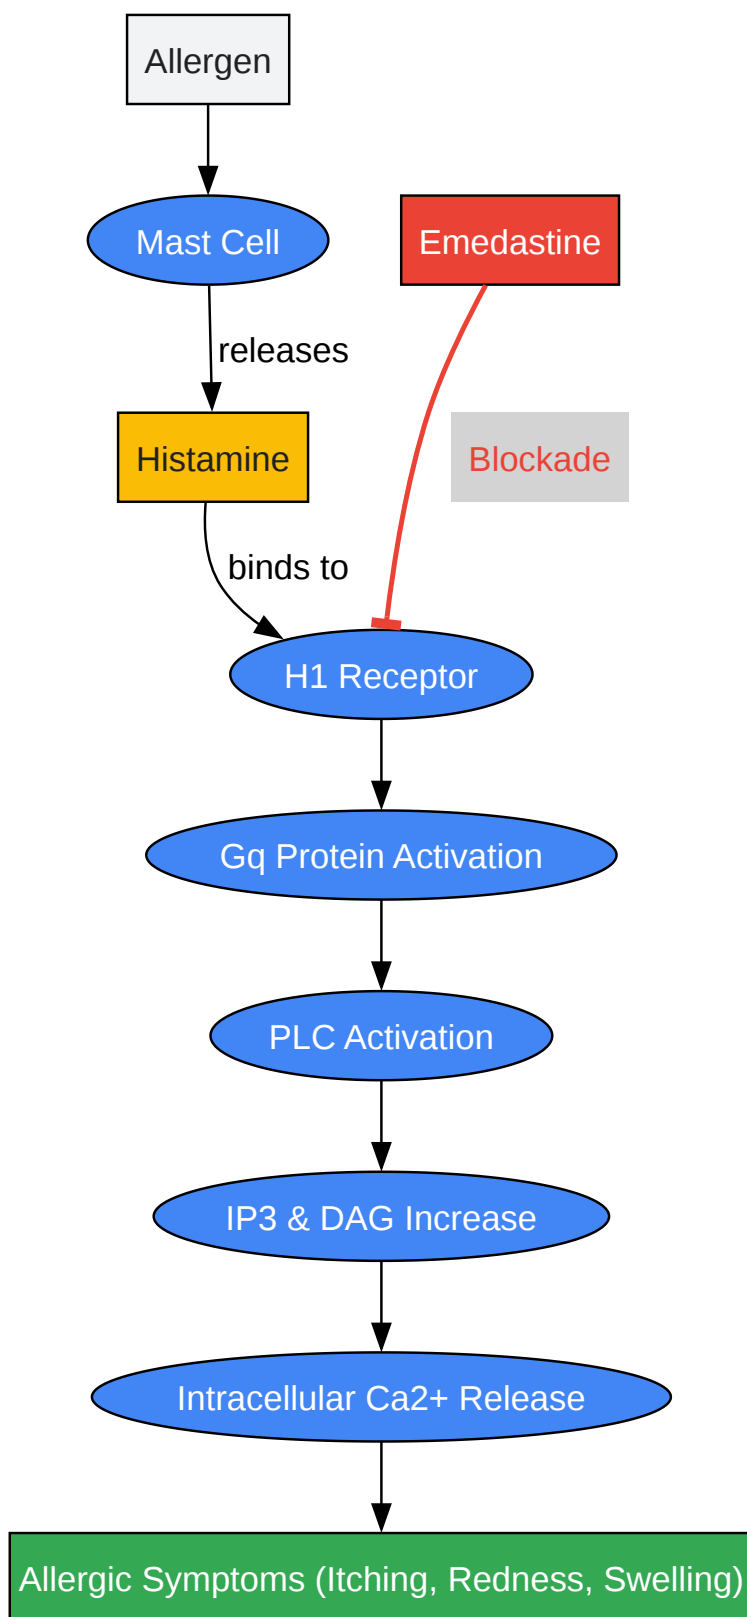 Allergen
Mast Cell
Emedastine
releases
Histamine
Blockade
binds to
H1 Receptor
Gq Protein Activation
PLC Activation
IP3 & DAG Increase
Intracellular Ca2+ Release
Allergic Symptoms (Itching, Redness, Swelling)